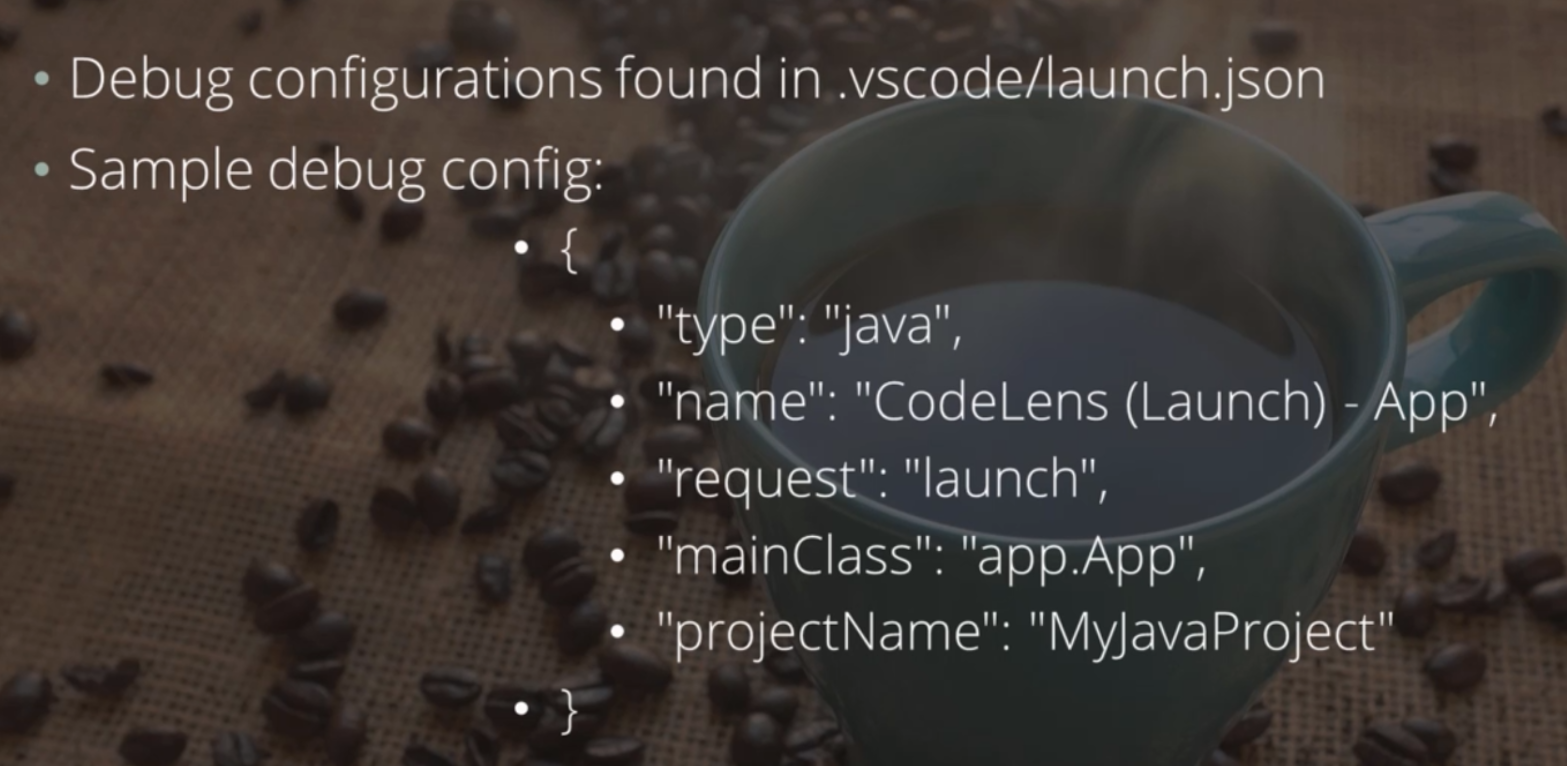 • Debug configurations found in .vscode/launch.json
• Sample debug config:
• {
• "type": "java",
• "name": "CodeLens (Launch) - App",
• "request": "launch",
• "mainClass": "app.App",
• "projectName": "MyJavaProject"
• }